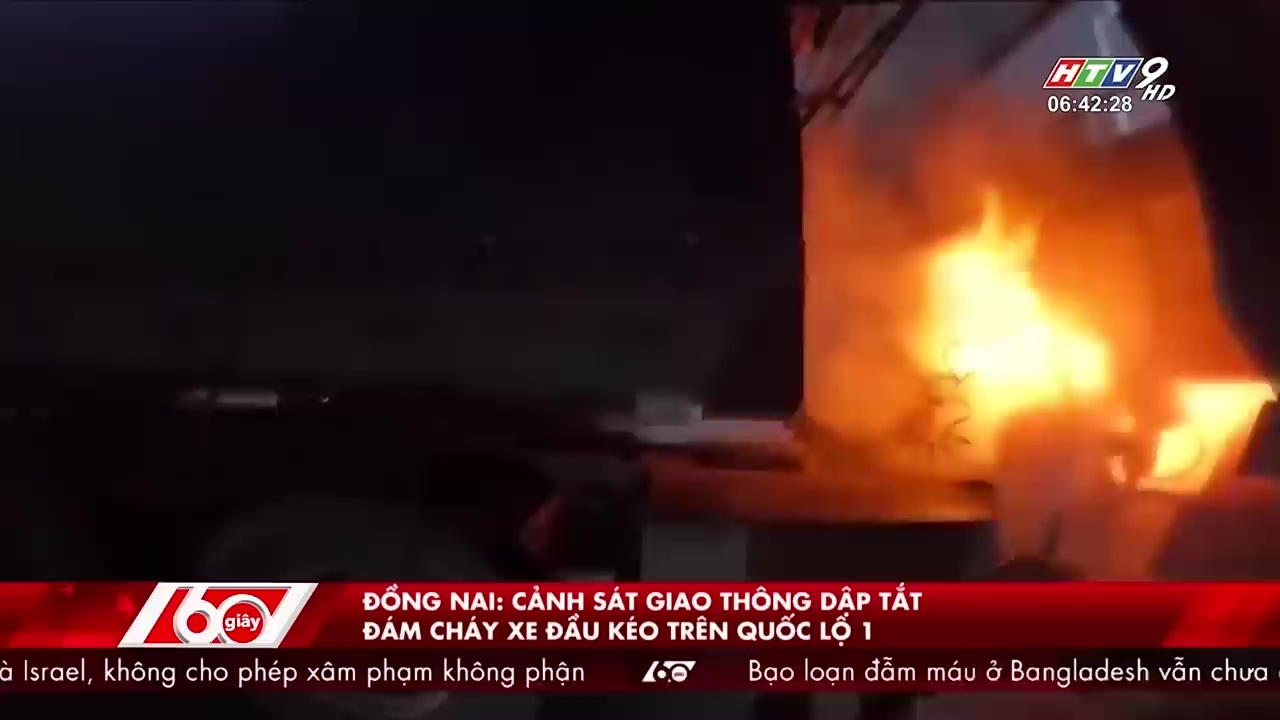 HTV9
HD
06:42:28
60
giây
ĐỒNG NAI: CẢNH SÁT GIAO THÔNG DẬP TẮT
ĐÁM CHÁY XE ĐẦU KÉO TRÊN QUỐC LỘ 1
à Israel, không cho phép xâm phạm không phận 60 giây Bạo loạn đẫm máu ở Bangladesh vẫn chưa